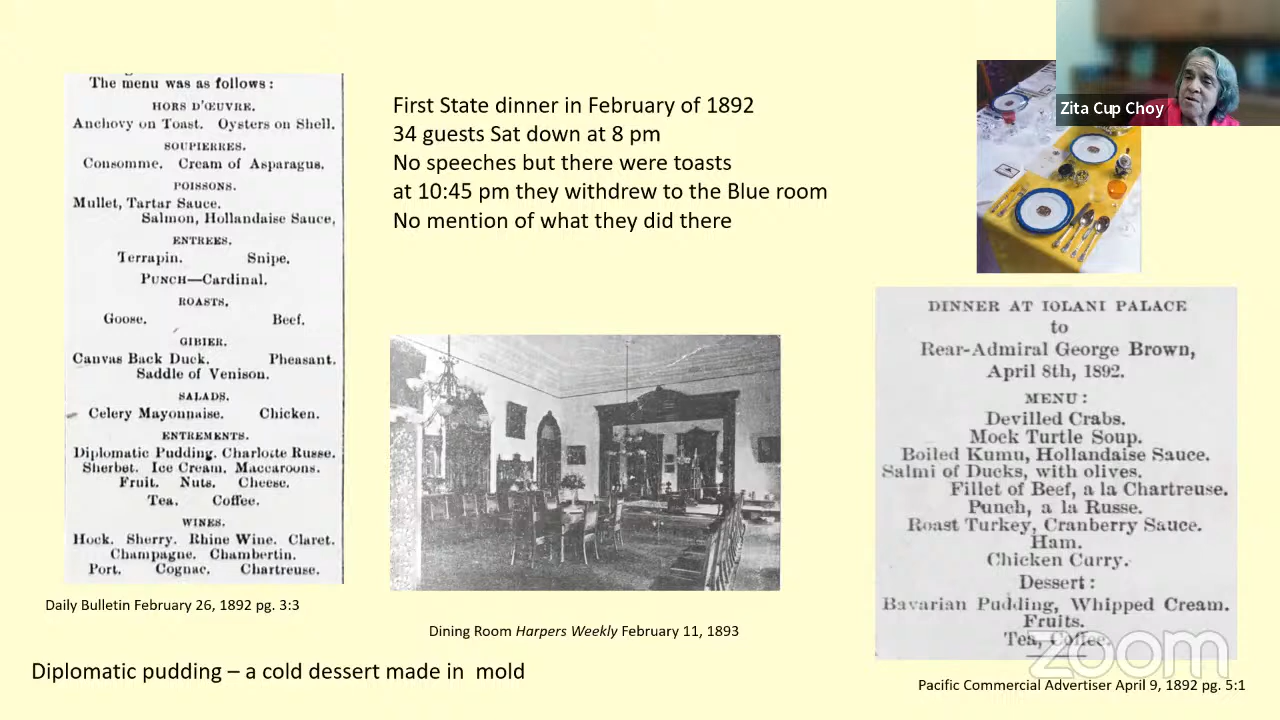 The menu was as follows:
HORS D'ŒUVRE.
Anchovy on Toast. Oysters on Shell.
SOUPIERRES.
Consomme. Cream of Asparagus.
POISSONS.
Mullet, Tartar Sauce.
Salmon, Hollandaise Sauce,
ENTREES.
Terrapin. Snipe.
PUNCH—Cardinal.
ROASTS.
Goose. Beef.
GIBIER.
Canvas Back Duck. Pheasant.
Saddle of Venison.
SALADS.
Celery Mayonnaise. Chicken.
ENTREMENTS.
Diplomatic Pudding. Charlotte Russe.
Sherbet. Ice Cream. Maccaroons.
Fruit. Nuts. Cheese.
Tea. Coffee.
WINES.
Hock. Sherry. Rhine Wine. Claret.
Champagne. Chambertin.
Port. Cognac. Chartreuse.
Daily Bulletin February 26, 1892 pg. 3:3
Diplomatic pudding – a cold dessert made in mold
First State dinner in February of 1892
34 guests Sat down at 8 pm
No speeches but there were toasts
at 10:45 pm they withdrew to the Blue room
No mention of what they did there
Dining Room Harpers Weekly February 11, 1893
Zita Cup Choy
DINNER AT IOLANI PALACE
to
Rear-Admiral George Brown,
April 8th, 1892.
MENU:
Devilled Crabs.
Mock Turtle Soup.
Boiled Kumu, Hollandaise Sauce.
Salmi of Ducks, with olives.
Fillet of Beef, a la Chartreuse.
Punch, a la Russe.
Roast Turkey, Cranberry Sauce.
Ham.
Chicken Curry.
Dessert:
Bavarian Pudding, Whipped Cream.
Fruits.
Tea, Coffee.
zoom
Pacific Commercial Advertiser April 9, 1892 pg. 5:1